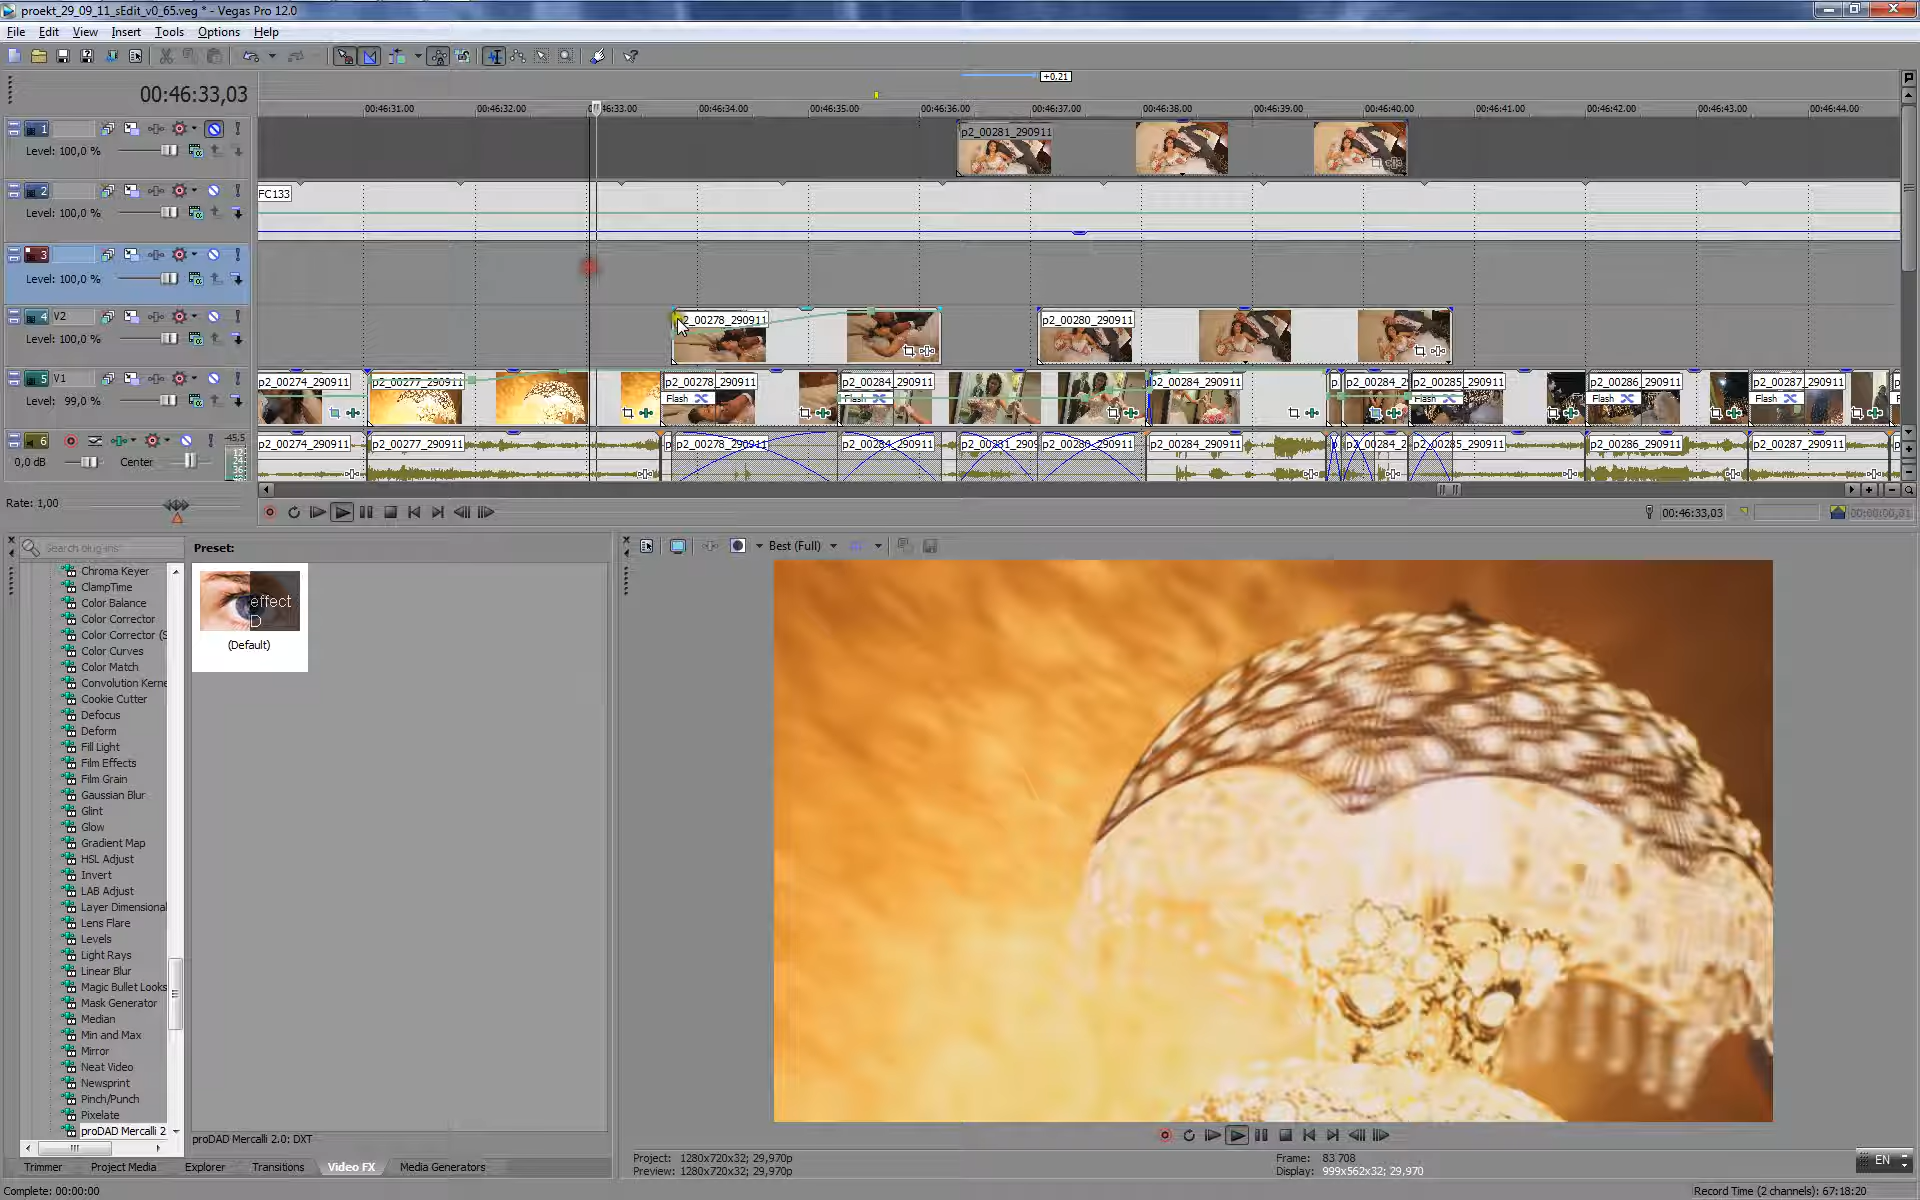 proekt_29_09_11_sEdit_v0_65.veg * - Vegas Pro 12.0
File Edit View Insert Tools Options Help
+0.21
00:46:33,03
00:46:31.00 00:46:32.00 00:46:33.00 00:46:34.00 00:46:35.00 00:46:36.00 00:46:37.00 00:46:38.00 00:46:39.00 00:46:40.00 00:46:41.00 00:46:42.00 00:46:43.00 00:46:44.00
1
p2_00281_290911
Level: 100,0 %
2
FC133
Level: 100,0 %
3
Level: 100,0 %
4 V2
p2_00278_290911 p2_00280_290911
Level: 100,0 %
5 V1
p2_00274_290911 p2_00277_290911 p2_00278_290911 p2_00284_290911 p2_00284_290911 p2_00285_290911 p2_00286_290911 p2_00287_290911
Level: 99,0 %
Flash Flash Flash Flash Flash
6 -45.5
p2_00274_290911 p2_00277_290911 p2_00278_290911 p2_00284_290911 p2_00280_290911 p2_00284_290911 p2_00285_290911 p2_00286_290911 p2_00287_290911
0,0 dB Center
12
24
36
Rate: 1,00
00:46:33,03
00:00:00,01
Search plug-ins
Preset:
Best (Full)
effect
D
(Default)
Chroma Keyer
ClampTime
Color Balance
Color Corrector
Color Corrector (S
Color Curves
Color Match
Convolution Kerne
Cookie Cutter
Defocus
Deform
Fill Light
Film Effects
Film Grain
Gaussian Blur
Glint
Glow
Gradient Map
HSL Adjust
Invert
LAB Adjust
Layer Dimensional
Lens Flare
Levels
Light Rays
Linear Blur
Magic Bullet Looks
Mask Generator
Median
Min and Max
Mirror
Neat Video
Newsprint
Pinch/Punch
Pixelate
proDAD Mercalli 2
proDAD Mercalli 2.0: DXT
Trimmer Project Media Explorer Transitions Video FX Media Generators
Project: 1280x720x32; 29,970p
Preview: 1280x720x32; 29,970p
Frame: 83 708
Display: 999x562x32; 29,970
EN
Complete: 00:00:00
Record Time (2 channels): 67:18:20